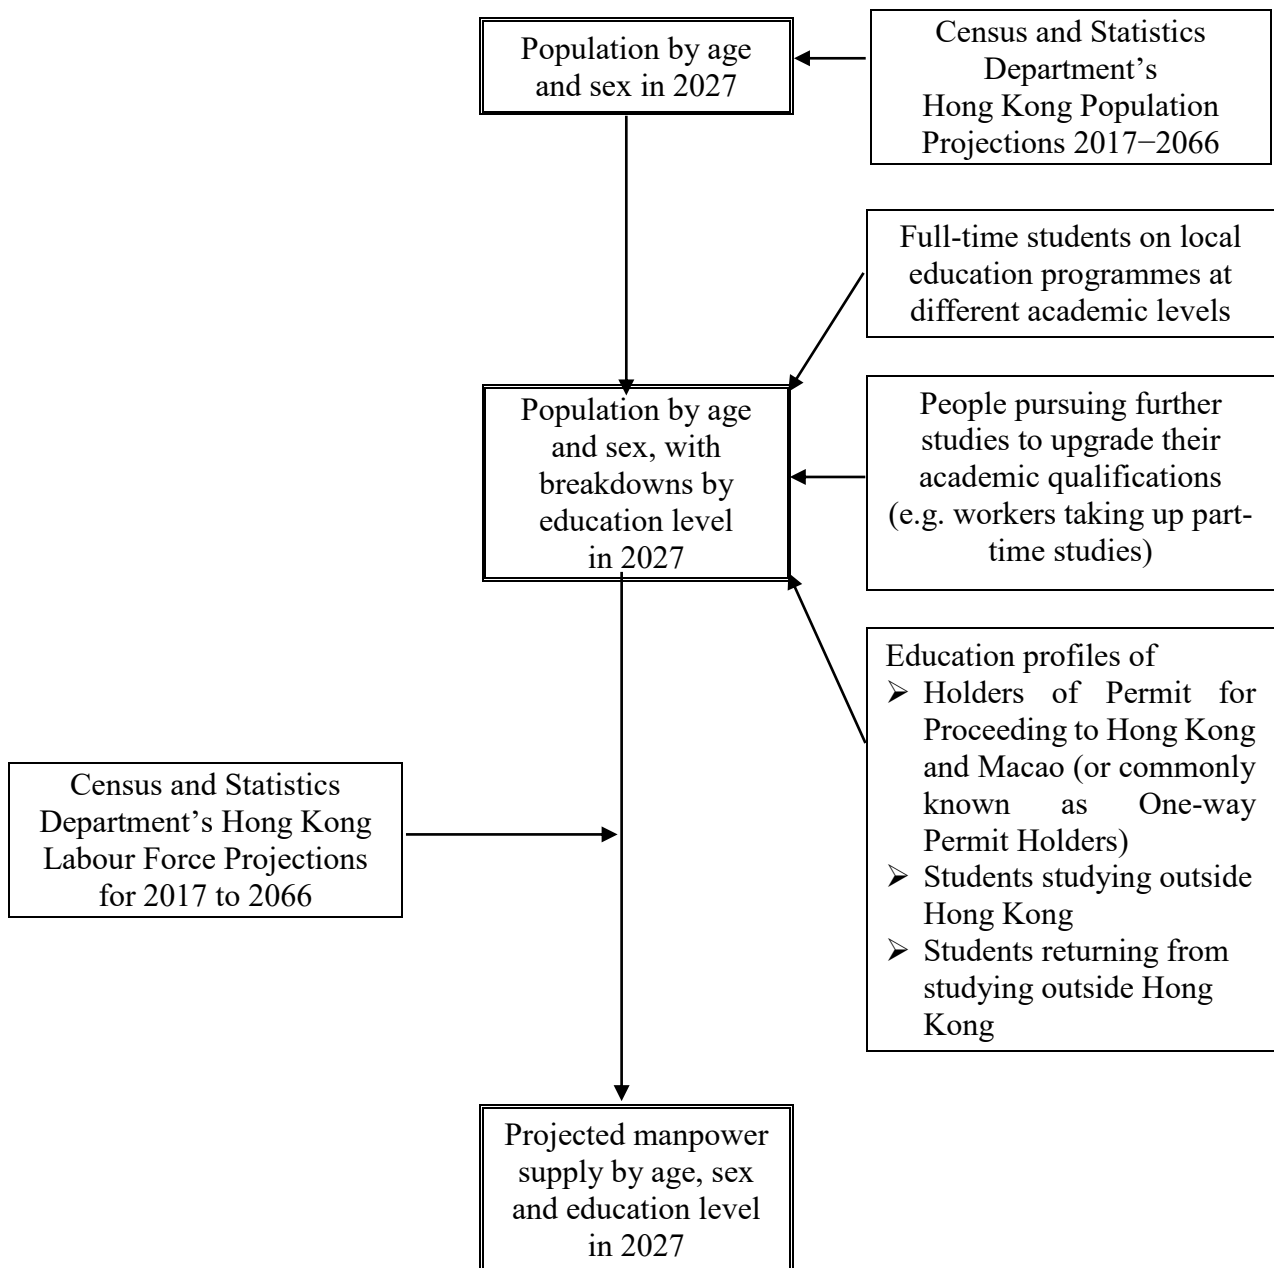 Population by age
and sex in 2027
Census and Statistics
Department’s
Hong Kong Population
Projections 2017−2066
Full-time students on local
education programmes at
different academic levels
Population by age
and sex, with
breakdowns by
education level
in 2027
People pursuing further
studies to upgrade their
academic qualifications
(e.g. workers taking up part-
time studies)
Education profiles of
➢ Holders of Permit for
Proceeding to Hong Kong
and Macao (or commonly
known as One-way
Permit Holders)
➢ Students studying outside
Hong Kong
➢ Students returning from
studying outside Hong
Kong
Census and Statistics
Department’s Hong Kong
Labour Force Projections
for 2017 to 2066
Projected manpower
supply by age, sex
and education level
in 2027